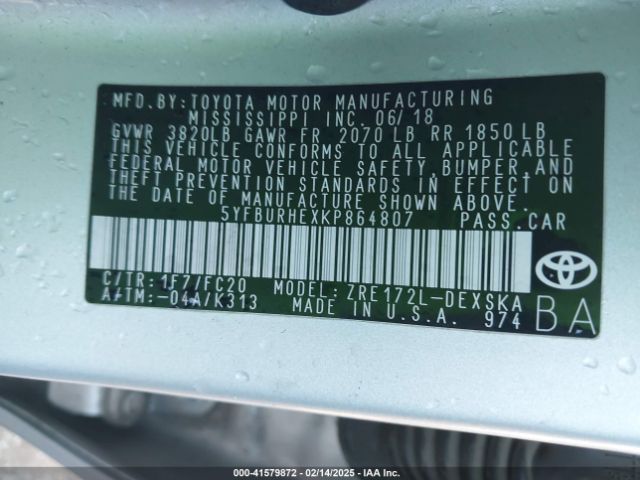 MFD. BY: TOYOTA MOTOR MANUFACTURING
MISSISSIPPI INC. 06/18
GVWR 3820LB GAWR FR. 2070 LB RR 1850LB
THIS VEHICLE CONFORMS TO ALL APPLICABLE
FEDERAL MOTOR VEHICLE SAFETY, BUMPER, AND
THEFT PREVENTION STANDARDS IN EFFECT ON
THE DATE OF MANUFACTURE SHOWN ABOVE.
5YFBURHEXKP864807 PASS.CAR
C/TR: 1F7/FC20 MODEL: ZRE172L-DEXSKA
A/TM: -04A/K313 MADE IN U.S.A. 974 BA
000-41579872 | 02/14/2025 | IAA Inc.